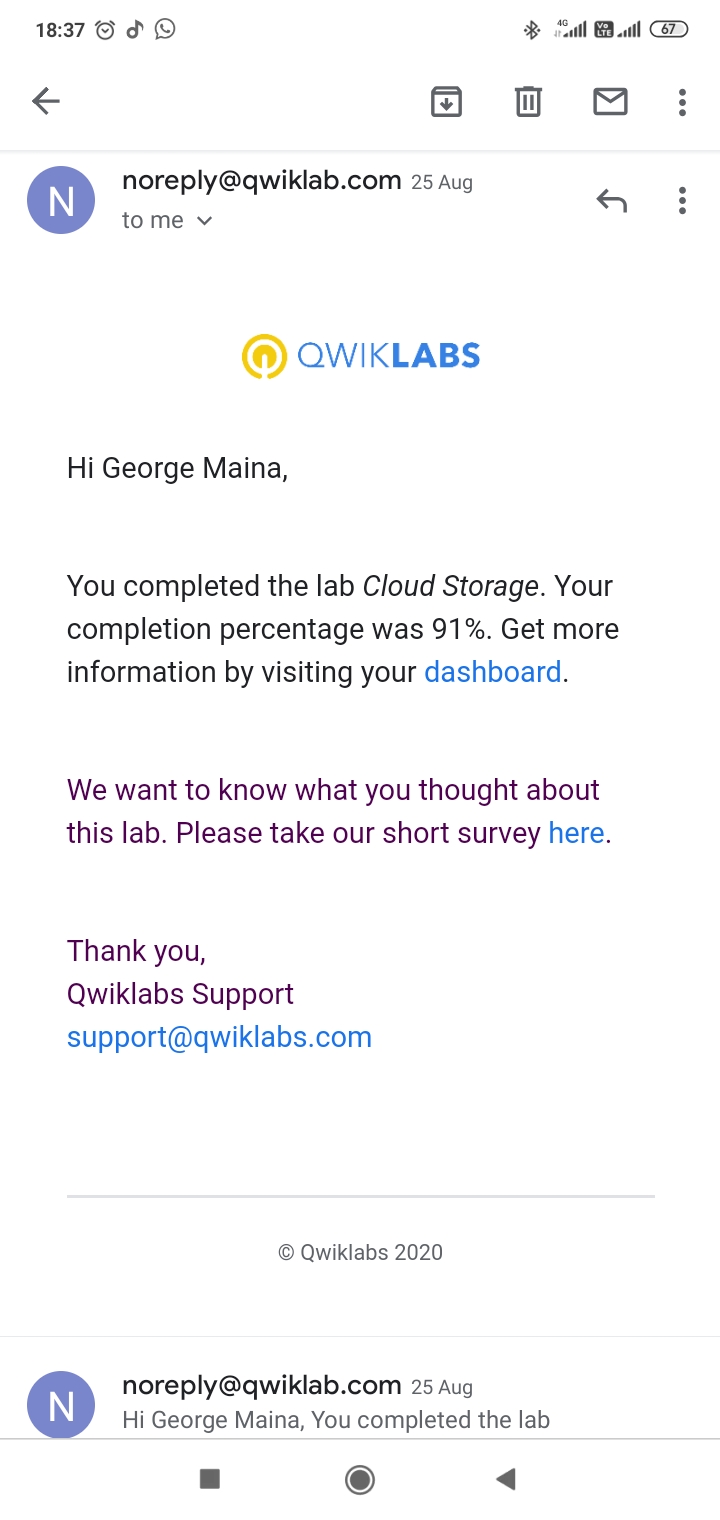 18:37 4G Vo LTE 67
N noreply@qwiklab.com 25 Aug
to me
QWIKLABS
Hi George Maina,
You completed the lab Cloud Storage. Your
completion percentage was 91%. Get more
information by visiting your dashboard.
We want to know what you thought about
this lab. Please take our short survey here.
Thank you,
Qwiklabs Support
support@qwiklabs.com
© Qwiklabs 2020
N noreply@qwiklab.com 25 Aug
Hi George Maina, You completed the lab